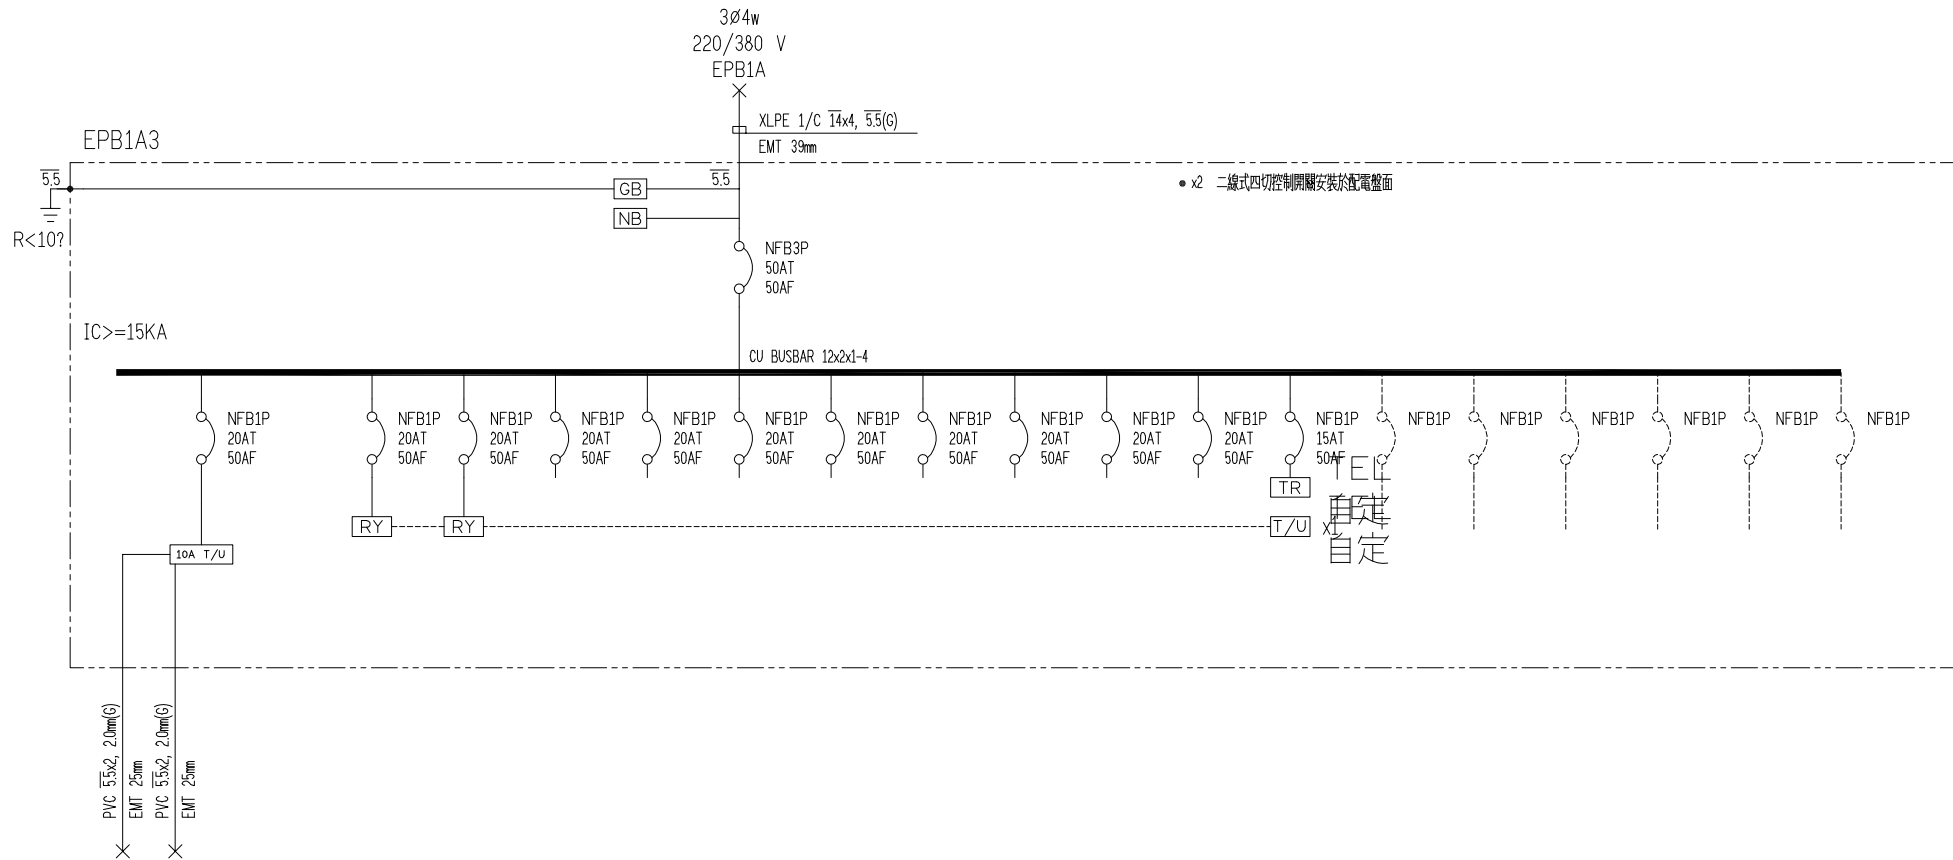 3Ø4w
220/380 V
EPB1A
XLPE 1/C 14x4, 5.5(G)
EMT 39mm
EPB1A3
5.5
GB
5.5
● x2 二線式四切控制開關安裝於配電盤面
NB
R<10?
NFB3P
50AT
50AF
IC>=15KA
CU BUSBAR 12x2x1-4
NFB1P
20AT
50AF
NFB1P
20AT
50AF
NFB1P
20AT
50AF
NFB1P
20AT
50AF
NFB1P
20AT
50AF
NFB1P
20AT
50AF
NFB1P
20AT
50AF
NFB1P
20AT
50AF
NFB1P
20AT
50AF
NFB1P
20AT
50AF
NFB1P
20AT
50AF
NFB1P
15AT
50AF
NFB1P
NFB1P
NFB1P
NFB1P
NFB1P
NFB1P
TEL
TR
自定
RY
RY
T/U
x1
自定
10A T/U
PVC 5.5x2, 2.0mm(G)
EMT 25mm
PVC 5.5x2, 2.0mm(G)
EMT 25mm